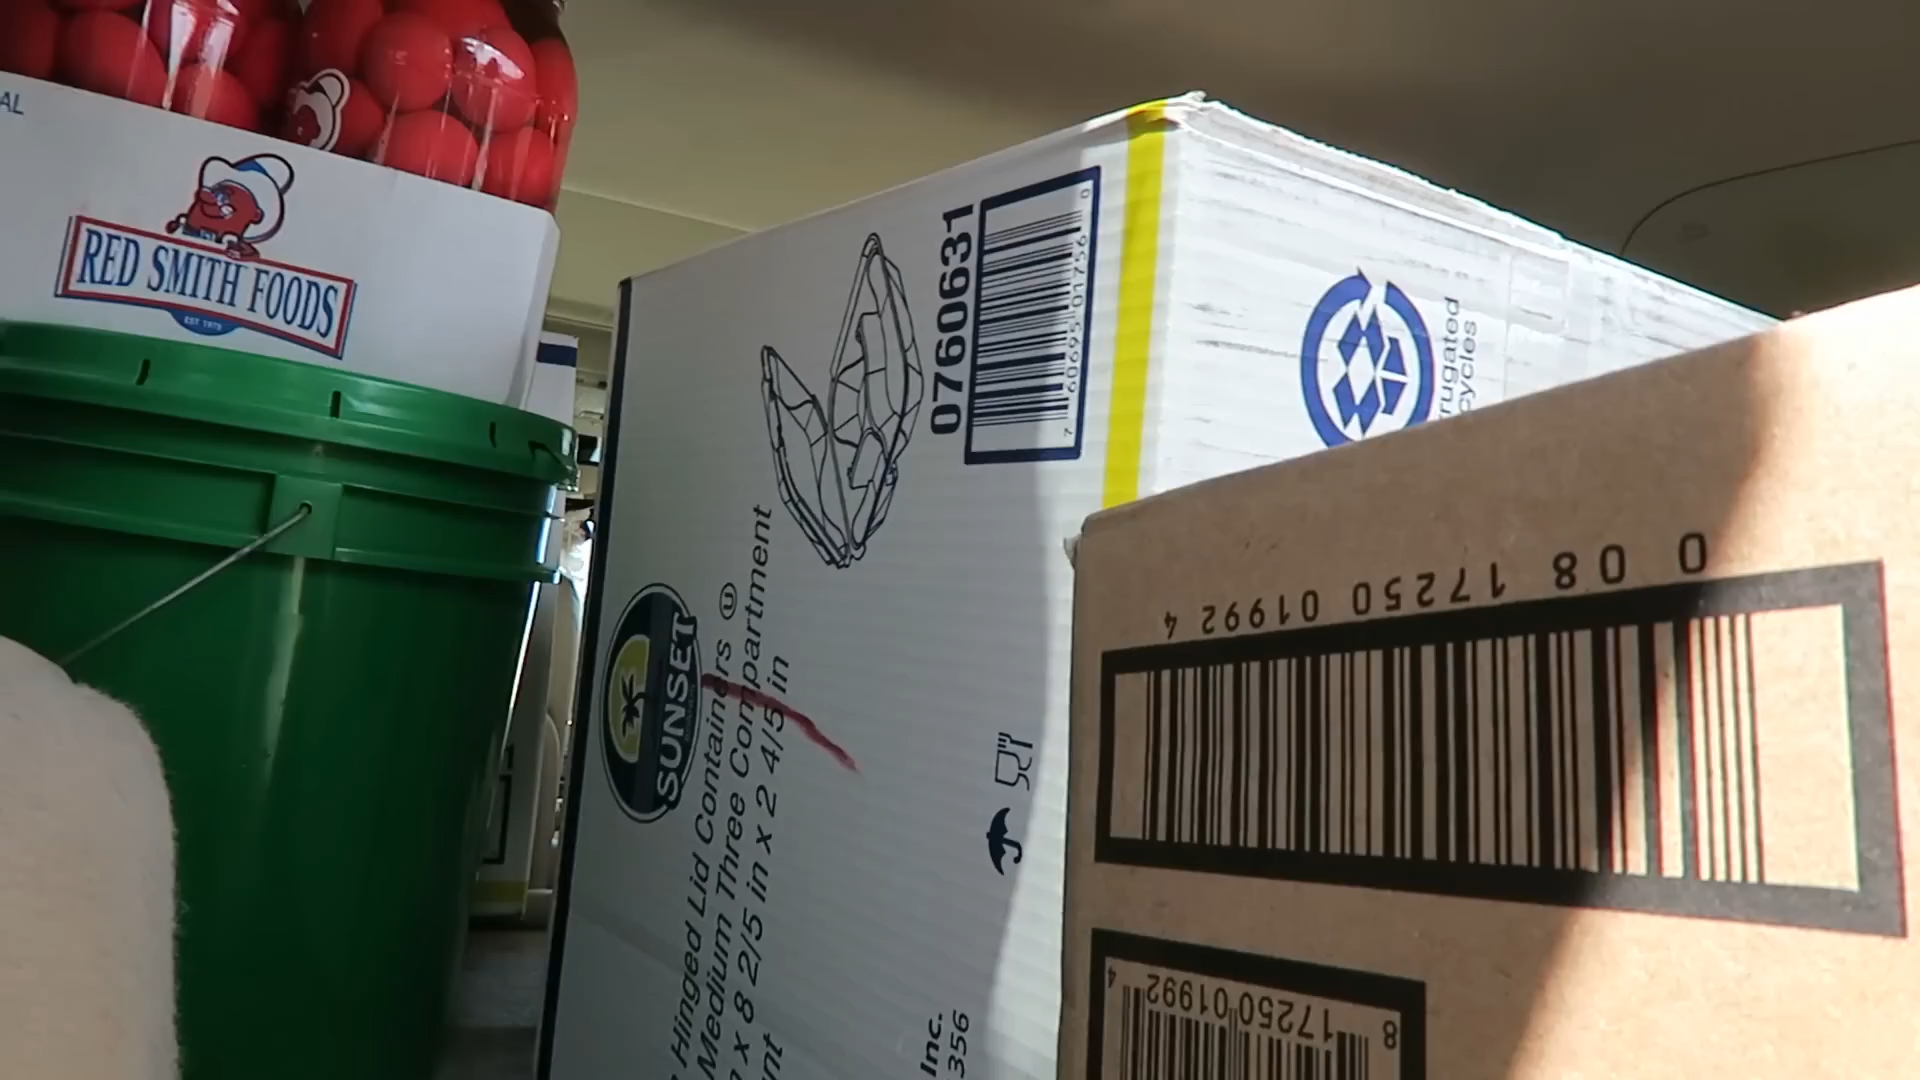 AL
RED SMITH FOODS
EST 1978
0760631
7 60695 01756 0
SUNSET
Hinged Lid Containers U
Medium Three Compartment
x 8 2/5 in x 2 4/5 in
nt
Inc.
356
rugated
cycles
0 08 17250 01992 4
8 17250 01992 4